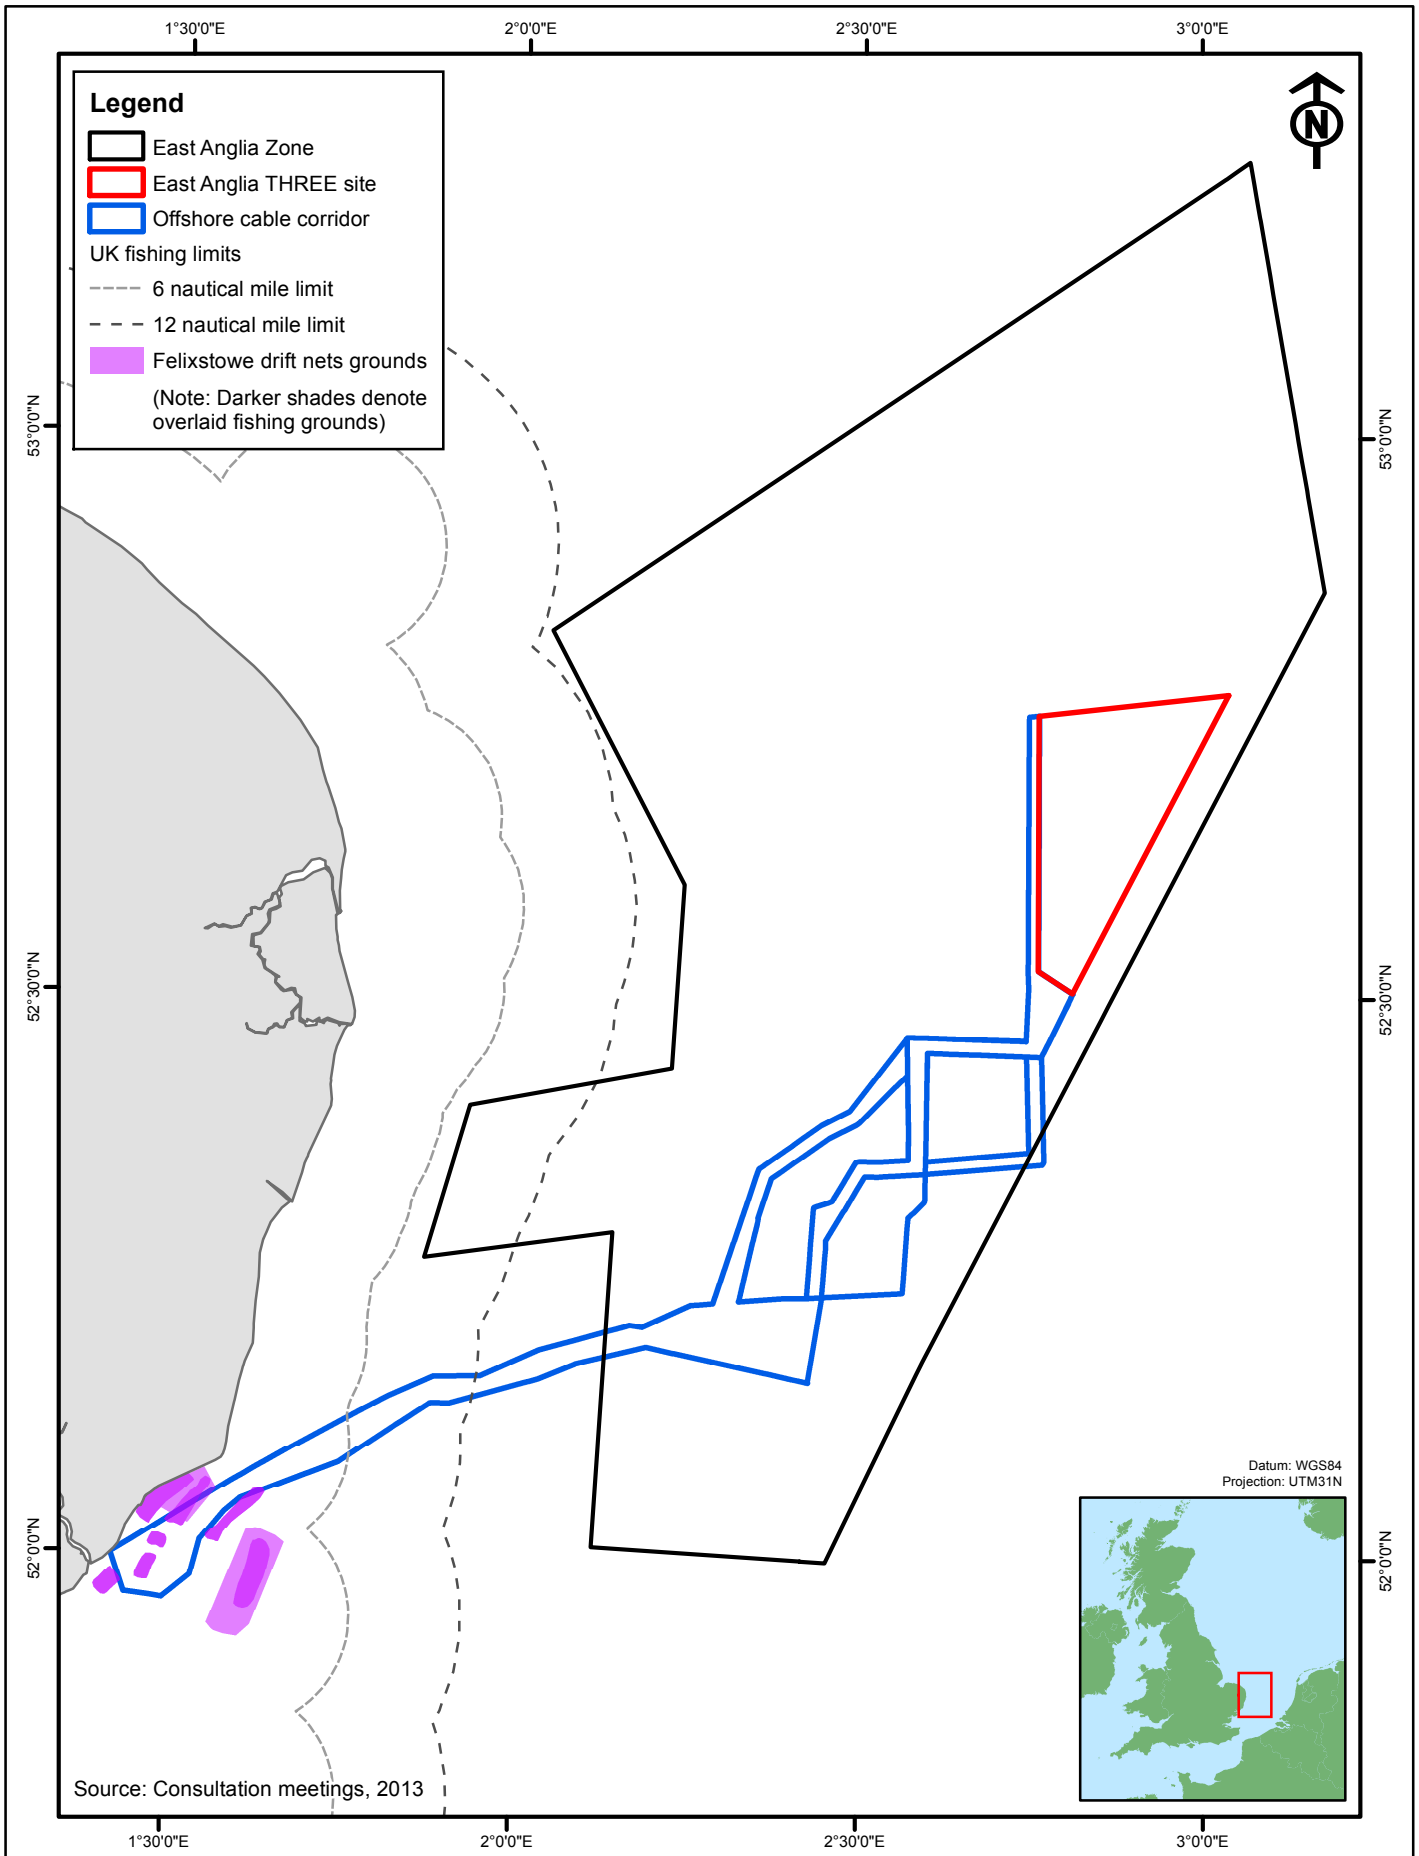 1°30'0"E 2°0'0"E 2°30'0"E 3°0'0"E
Legend
East Anglia Zone
East Anglia THREE site
Offshore cable corridor
UK fishing limits
6 nautical mile limit
12 nautical mile limit
Felixstowe drift nets grounds
(Note: Darker shades denote
overlaid fishing grounds)
N
53°0'0"N
53°0'0"N
52°30'0"N
52°30'0"N
52°0'0"N
52°0'0"N
Datum: WGS84
Projection: UTM31N
Source: Consultation meetings, 2013
1°30'0"E 2°0'0"E 2°30'0"E 3°0'0"E